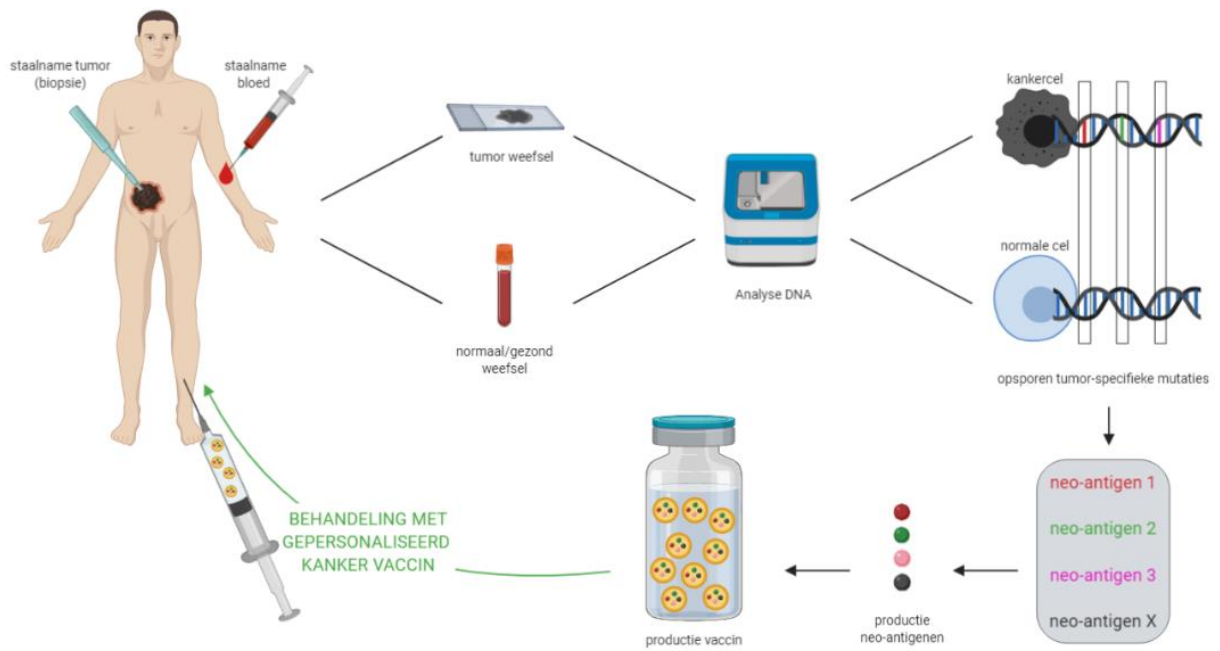 staalname tumor
(biopsie)
staalname
bloed
tumor weefsel
normaal/gezond
weefsel
Analyse DNA
kankercel
normale cel
opsporen tumor-specifieke mutaties
neo-antigen 1
neo-antigen 2
neo-antigen 3
neo-antigen X
productie
neo-antigenen
productie vaccin
BEHANDELING MET
GEPERSONALISEERD
KANKER VACCIN